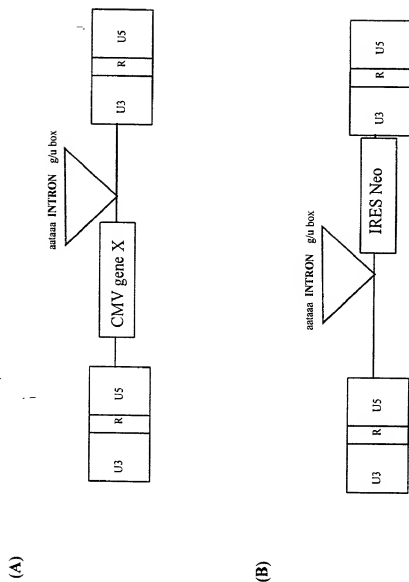 (A)
aataaa INTRON g/u box
U3 R U5
CMV gene X
U3 R U5
(B)
aataaa INTRON g/u box
U3 R U5
IRES Neo
U3 R U5